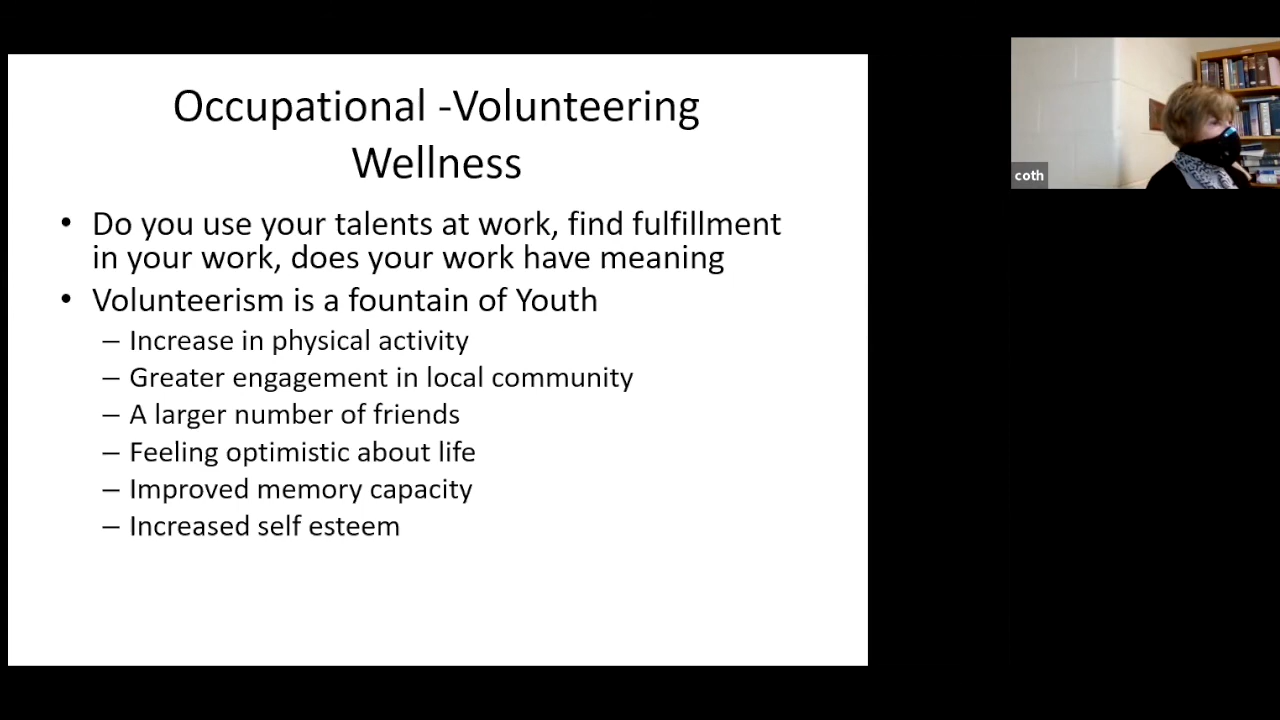 Occupational -Volunteering
Wellness
• Do you use your talents at work, find fulfillment
in your work, does your work have meaning
• Volunteerism is a fountain of Youth
– Increase in physical activity
– Greater engagement in local community
– A larger number of friends
– Feeling optimistic about life
– Improved memory capacity
– Increased self esteem
coth